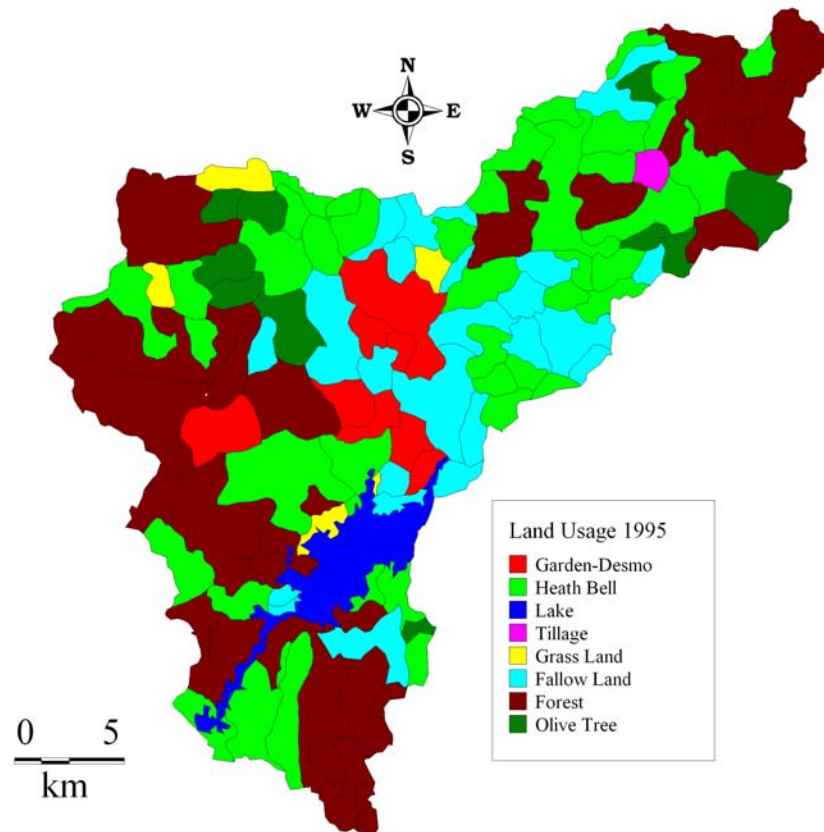 N
W E
S
Land Usage 1995
Garden-Desmo
Heath Bell
Lake
Tillage
Grass Land
Fallow Land
Forest
Olive Tree
0 5
km